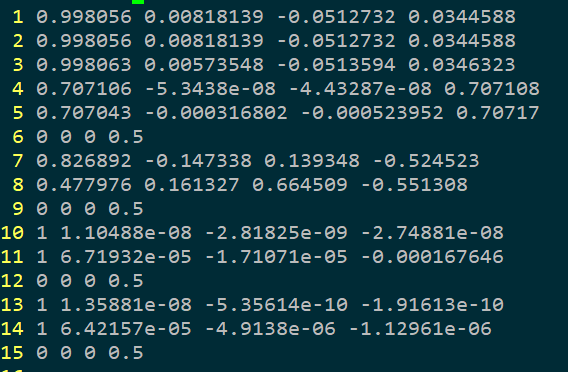 1 0.998056 0.00818139 -0.0512732 0.0344588
2 0.998056 0.00818139 -0.0512732 0.0344588
3 0.998063 0.00573548 -0.0513594 0.0346323
4 0.707106 -5.3438e-08 -4.43287e-08 0.707108
5 0.707043 -0.000316802 -0.000523952 0.70717
6 0 0 0 0.5
7 0.826892 -0.147338 0.139348 -0.524523
8 0.477976 0.161327 0.664509 -0.551308
9 0 0 0 0.5
10 1 1.10488e-08 -2.81825e-09 -2.74881e-08
11 1 6.71932e-05 -1.71071e-05 -0.000167646
12 0 0 0 0.5
13 1 1.35881e-08 -5.35614e-10 -1.91613e-10
14 1 6.42157e-05 -4.9138e-06 -1.12961e-06
15 0 0 0 0.5